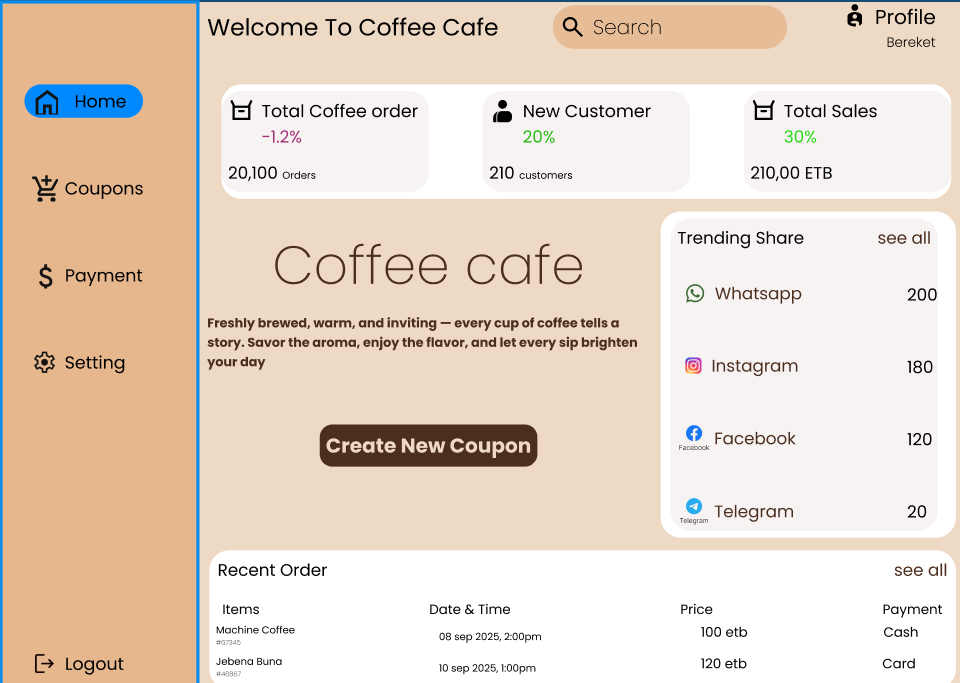 Welcome To Coffee Cafe
Search
Profile
Bereket
Home
Coupons
Payment
Setting
Logout
Total Coffee order
-1.2%
20,100 Orders
New Customer
20%
210 customers
Total Sales
30%
210,00 ETB
Coffee cafe
Freshly brewed, warm, and inviting — every cup of coffee tells a
story. Savor the aroma, enjoy the flavor, and let every sip brighten
your day
Create New Coupon
Trending Share see all
Whatsapp 200
Instagram 180
Facebook
Facebook 120
Telegram
Telegram 20
Recent Order see all
Items Date & Time Price Payment
Machine Coffee 08 sep 2025, 2:00pm 100 etb Cash
#67345
Jebena Buna 10 sep 2025, 1:00pm 120 etb Card